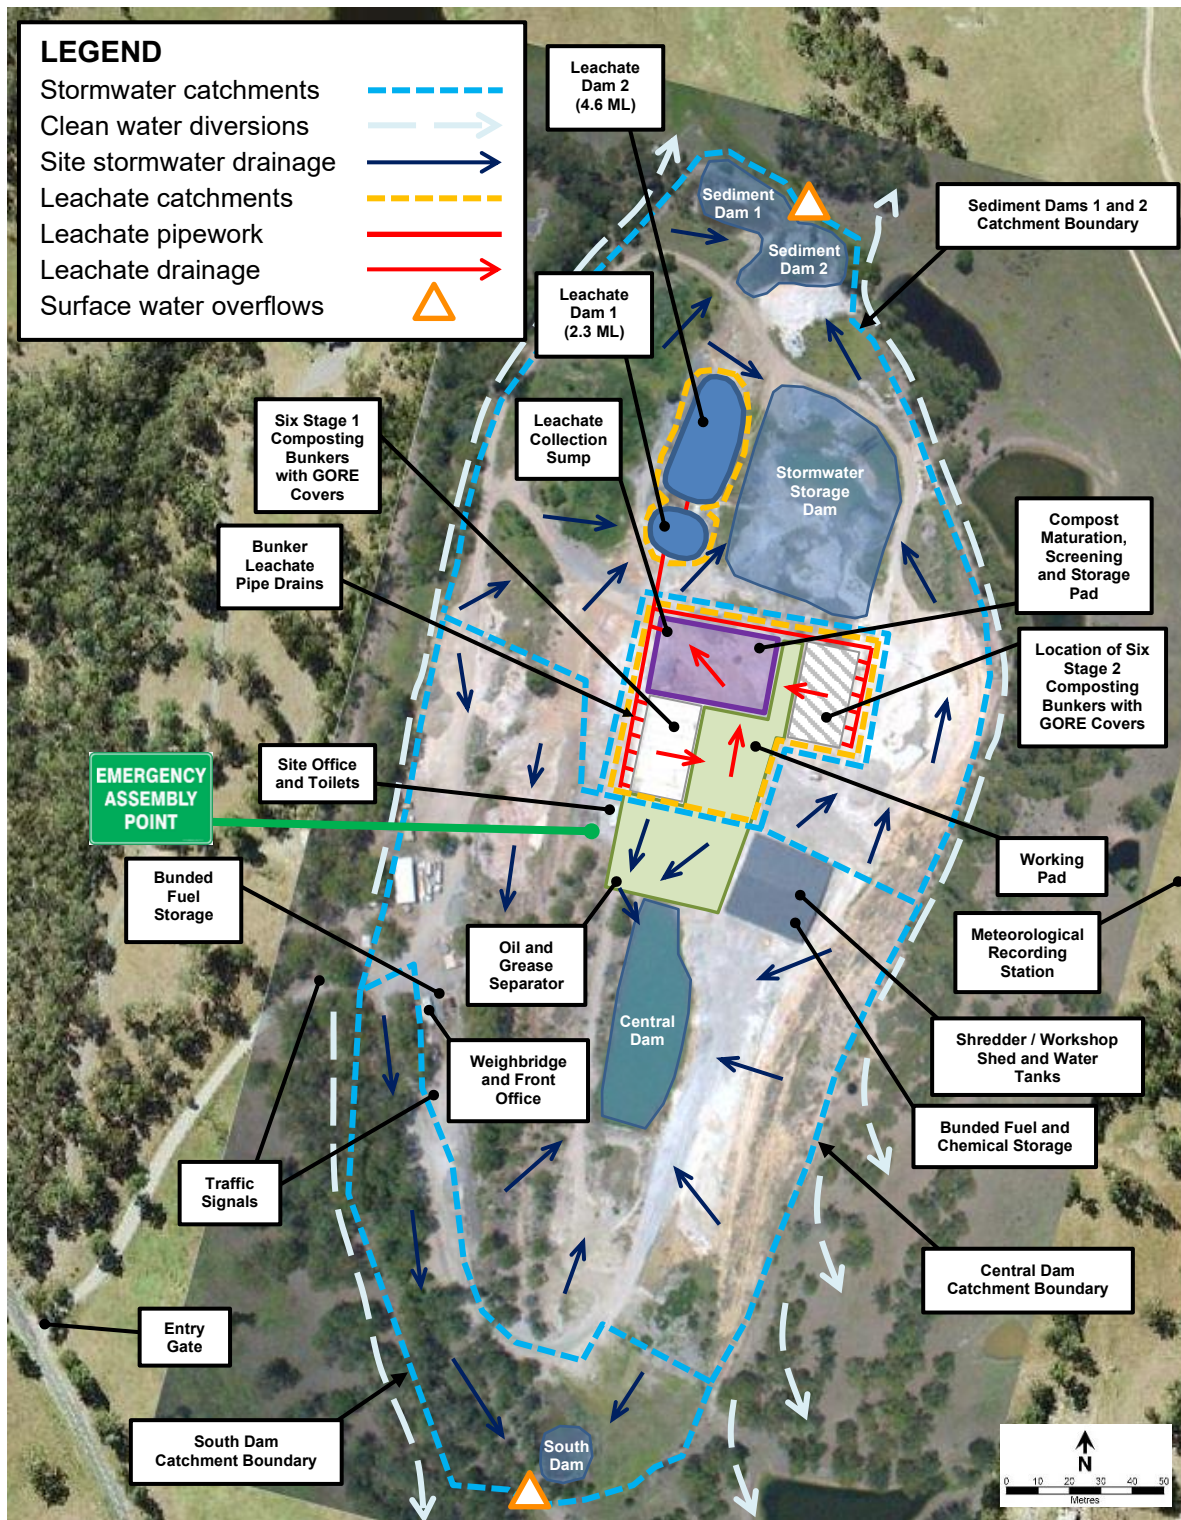 LEGEND
Stormwater catchments
Clean water diversions
Site stormwater drainage
Leachate catchments
Leachate pipework
Leachate drainage
Surface water overflows
Leachate
Dam 2
(4.6 ML)
Sediment
Dam 1
Sediment
Dam 2
Sediment Dams 1 and 2
Catchment Boundary
Leachate
Dam 1
(2.3 ML)
Six Stage 1
Composting
Bunkers
with GORE
Covers
Leachate
Collection
Sump
Stormwater
Storage
Dam
Compost
Maturation,
Screening
and Storage
Pad
Bunker
Leachate
Pipe Drains
Location of Six
Stage 2
Composting
Bunkers with
GORE Covers
Site Office
and Toilets
EMERGENCY
ASSEMBLY
POINT
Working
Pad
Bunded
Fuel
Storage
Oil and
Grease
Separator
Meteorological
Recording
Station
Central
Dam
Weighbridge
and Front
Office
Shredder / Workshop
Shed and Water
Tanks
Bunded Fuel and
Chemical Storage
Traffic
Signals
Central Dam
Catchment Boundary
Entry
Gate
South Dam
Catchment Boundary
South
Dam
N
0 10 20 30 40 50
Metres